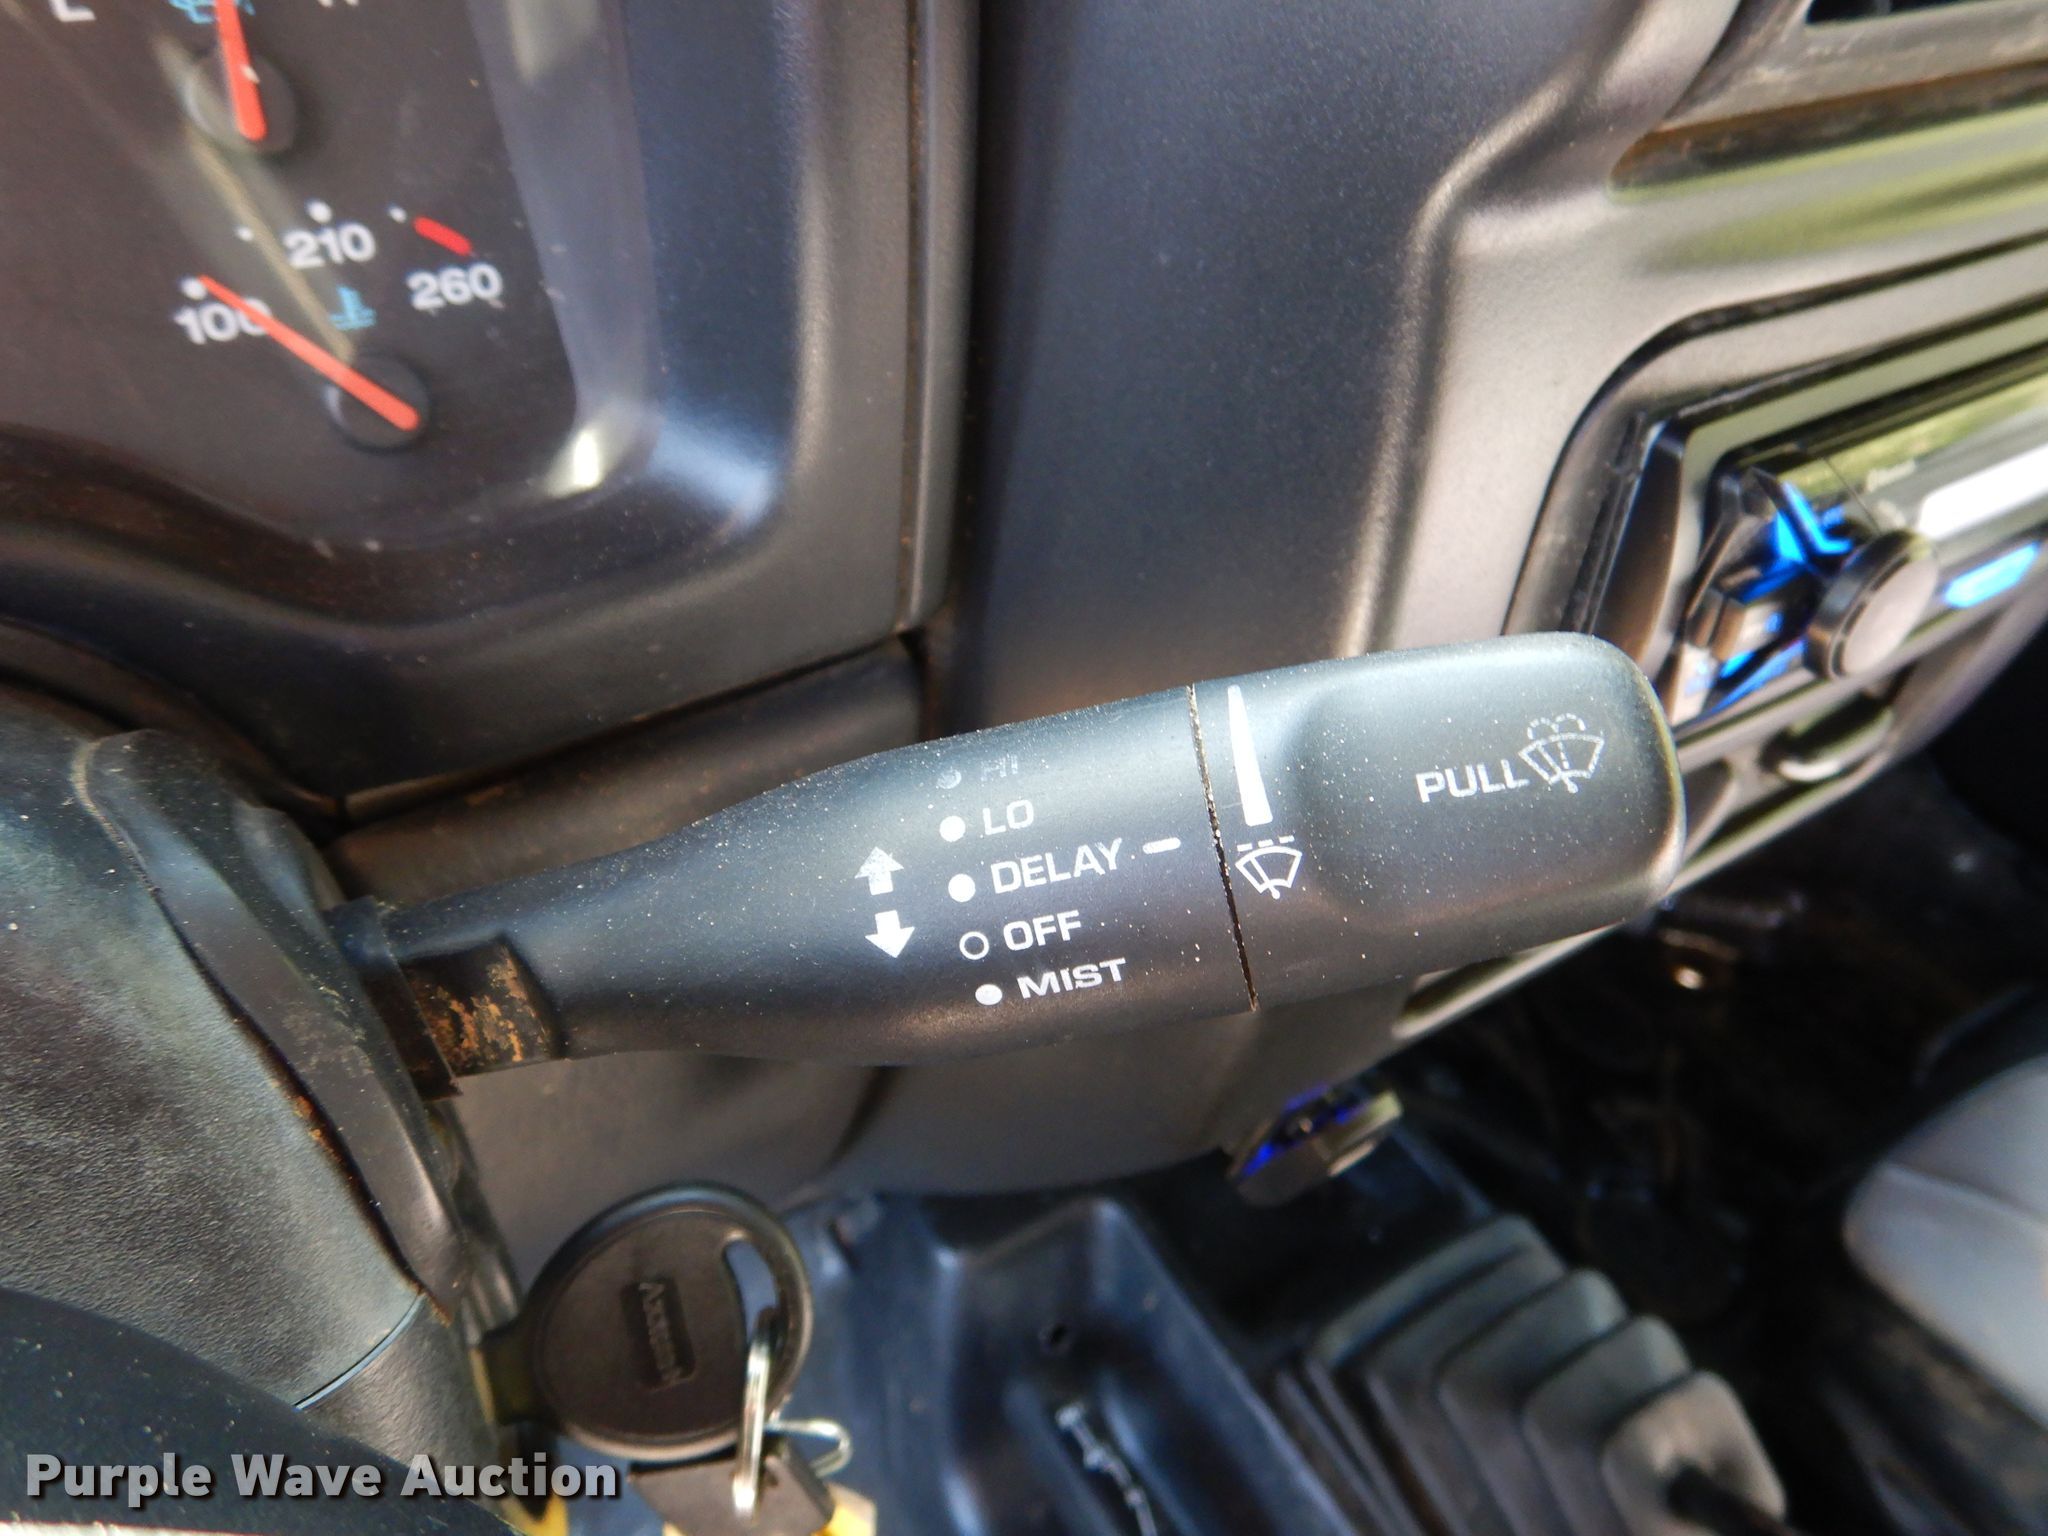 210
100
260
HI
LO
DELAY
OFF
MIST
PULL
Purple Wave Auction